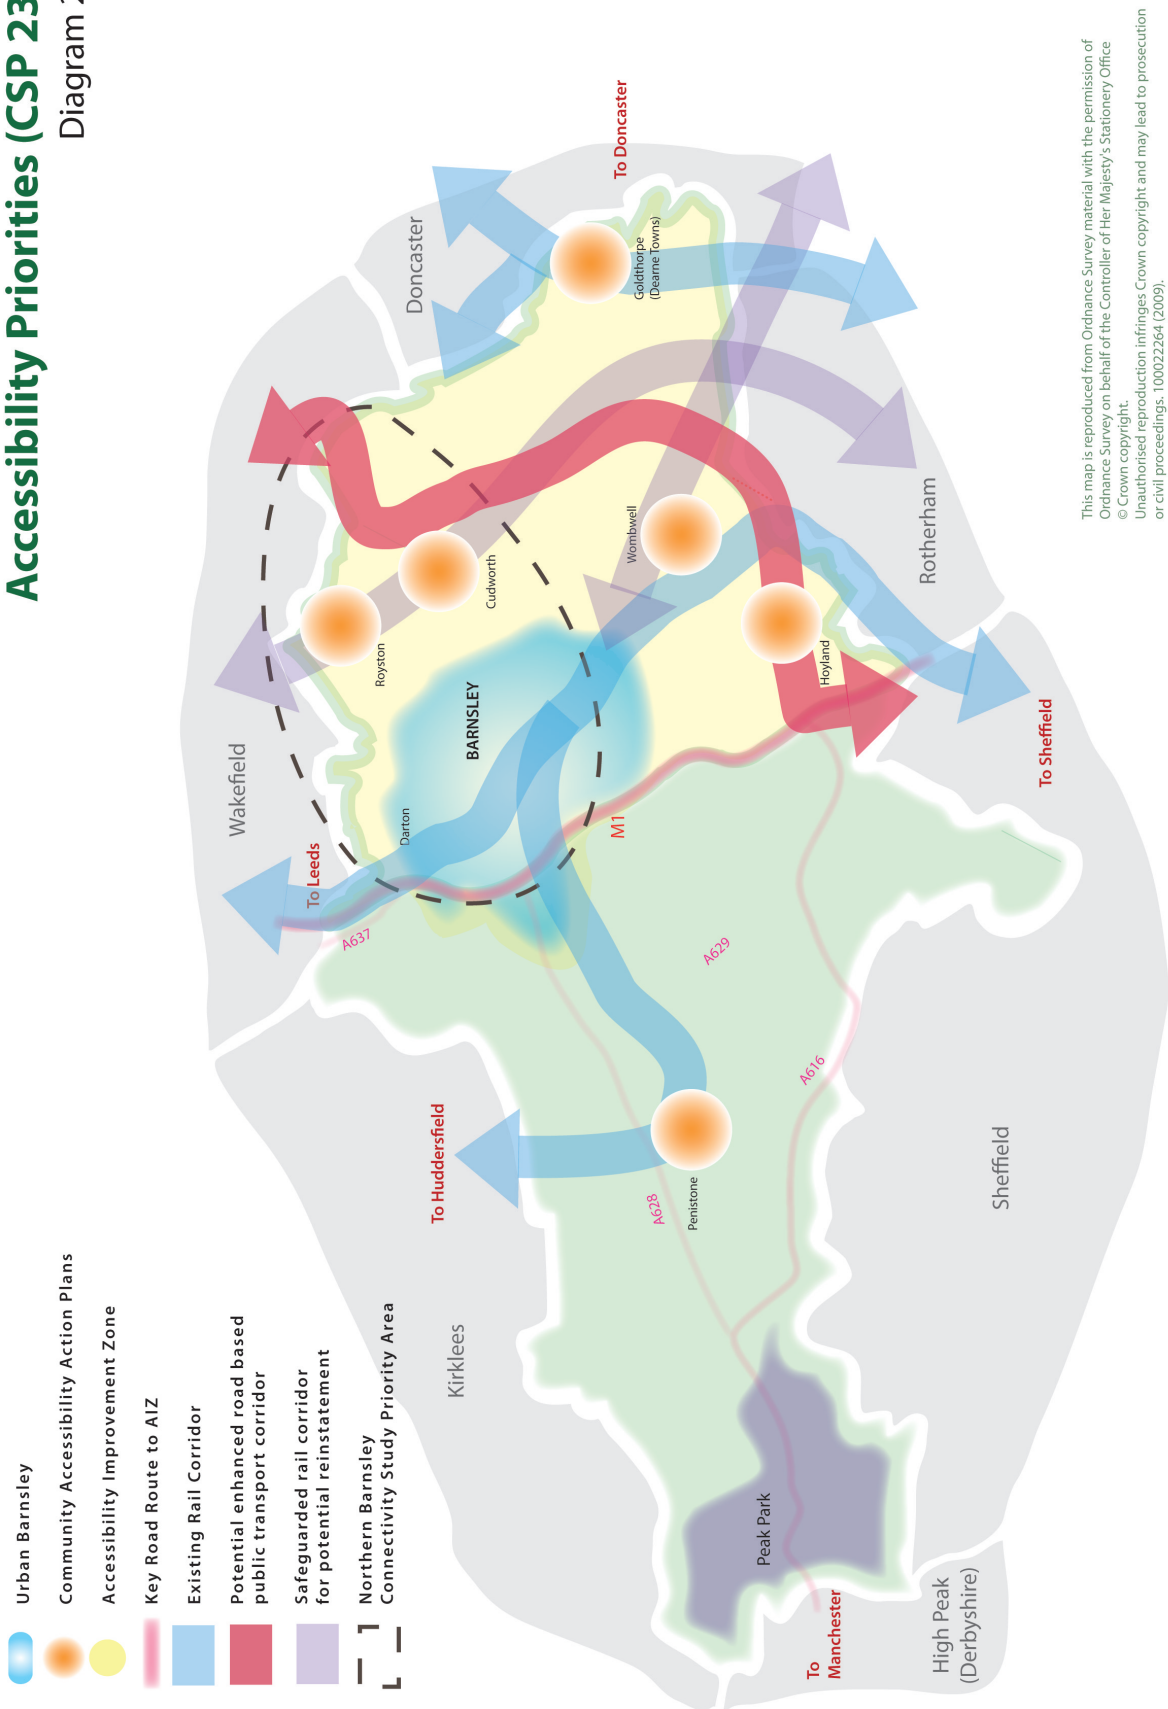 Accessibility Priorities (CSP 23
Diagram 2
Urban Barnsley
Community Accessibility Action Plans
Accessibility Improvement Zone
Key Road Route to AIZ
Existing Rail Corridor
Potential enhanced road based
public transport corridor
Safeguarded rail corridor
for potential reinstatement
Northern Barnsley
Connectivity Study Priority Area
Wakefield
Doncaster
To Leeds
To Doncaster
Kirklees
To Huddersfield
A637
Darton
Royston
BARNSLEY
Cudworth
Goldthorpe
(Dearne Towns)
Wombwell
M1
A628
Penistone
A629
Hoyland
Peak Park
A616
To
Manchester
High Peak
(Derbyshire)
Sheffield
To Sheffield
Rotherham
This map is reproduced from Ordnance Survey material with the permission of
Ordnance Survey on behalf of the Controller of Her Majesty's Stationery Office
© Crown copyright.
Unauthorised reproduction infringes Crown copyright and may lead to prosecution
or civil proceedings. 100022264 (2009).